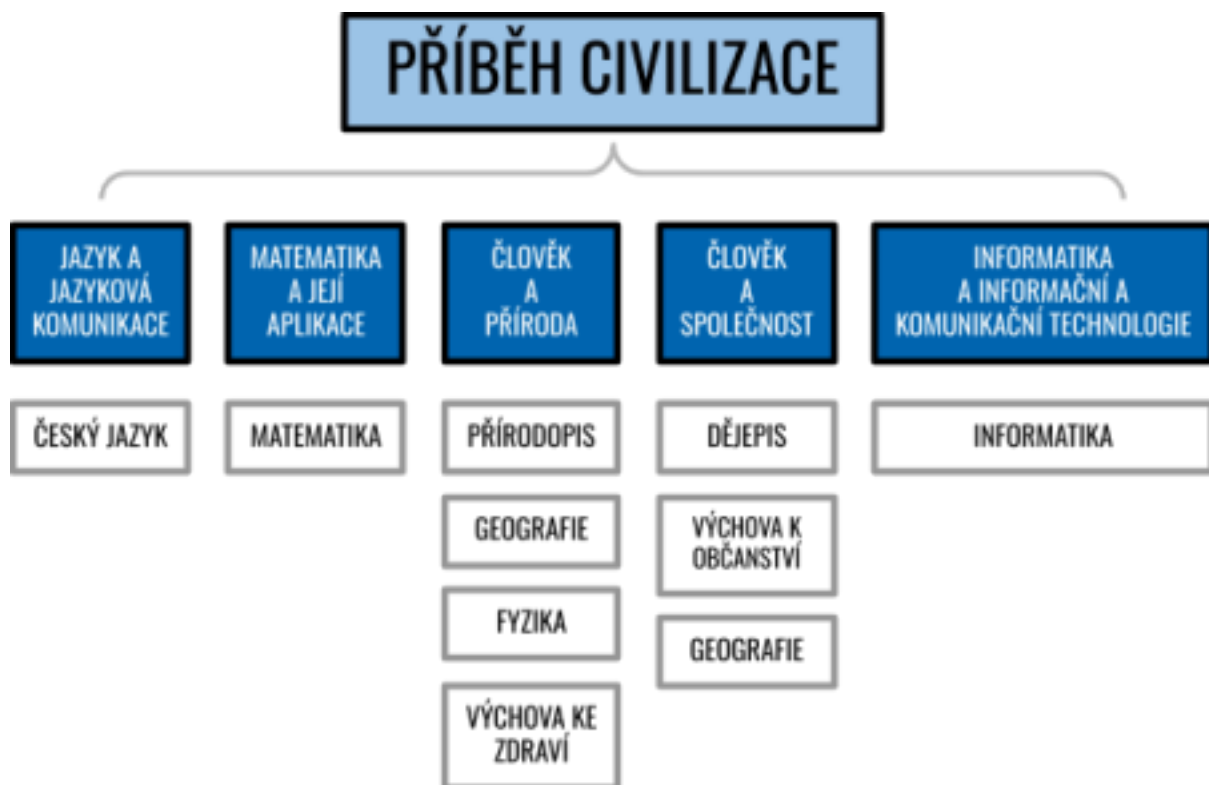 PŘÍBĚH CIVILIZACE
JAZYK A
JAZYKOVÁ
KOMUNIKACE
MATEMATIKA
A JEJÍ
APLIKACE
ČLOVĚK
A
PŘÍRODA
ČLOVĚK
A
SPOLEČNOST
INFORMATIKA
A INFORMAČNÍ A
KOMUNIKAČNÍ TECHNOLOGIE
ČESKÝ JAZYK
MATEMATIKA
PŘÍRODOPIS
DĚJEPIS
INFORMATIKA
GEOGRAFIE
VÝCHOVA K
OBČANSTVÍ
FYZIKA
GEOGRAFIE
VÝCHOVA KE
ZDRAVÍ